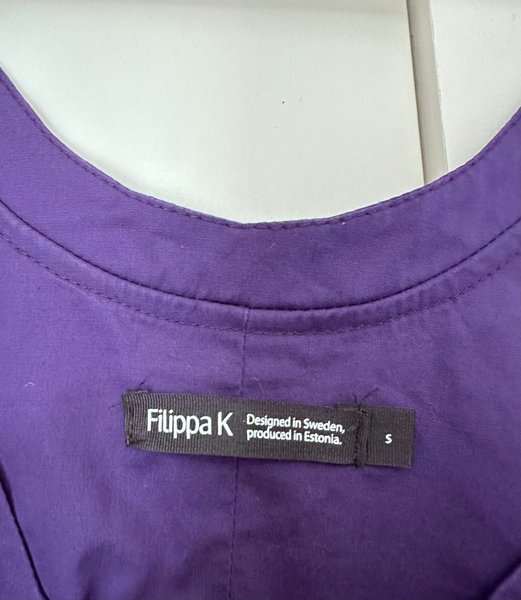 Filippa K
Designed in Sweden,
produced in Estonia.
S